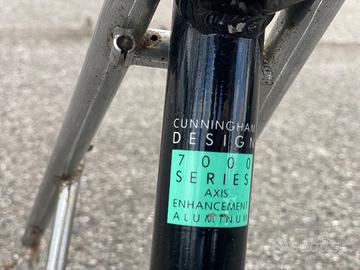 CUNNINGHAM
DESIGN
7000
SERIES
AXIS
ENHANCEMENT
ALUMINUM